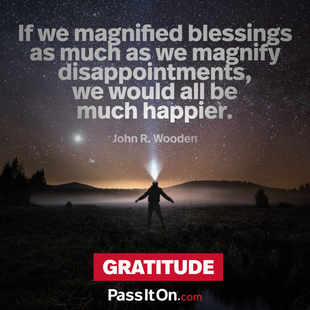 If we magnified blessings
as much as we magnify
disappointments,
we would all be
much happier.
John R. Wooden
GRATITUDE
PassItOn.com